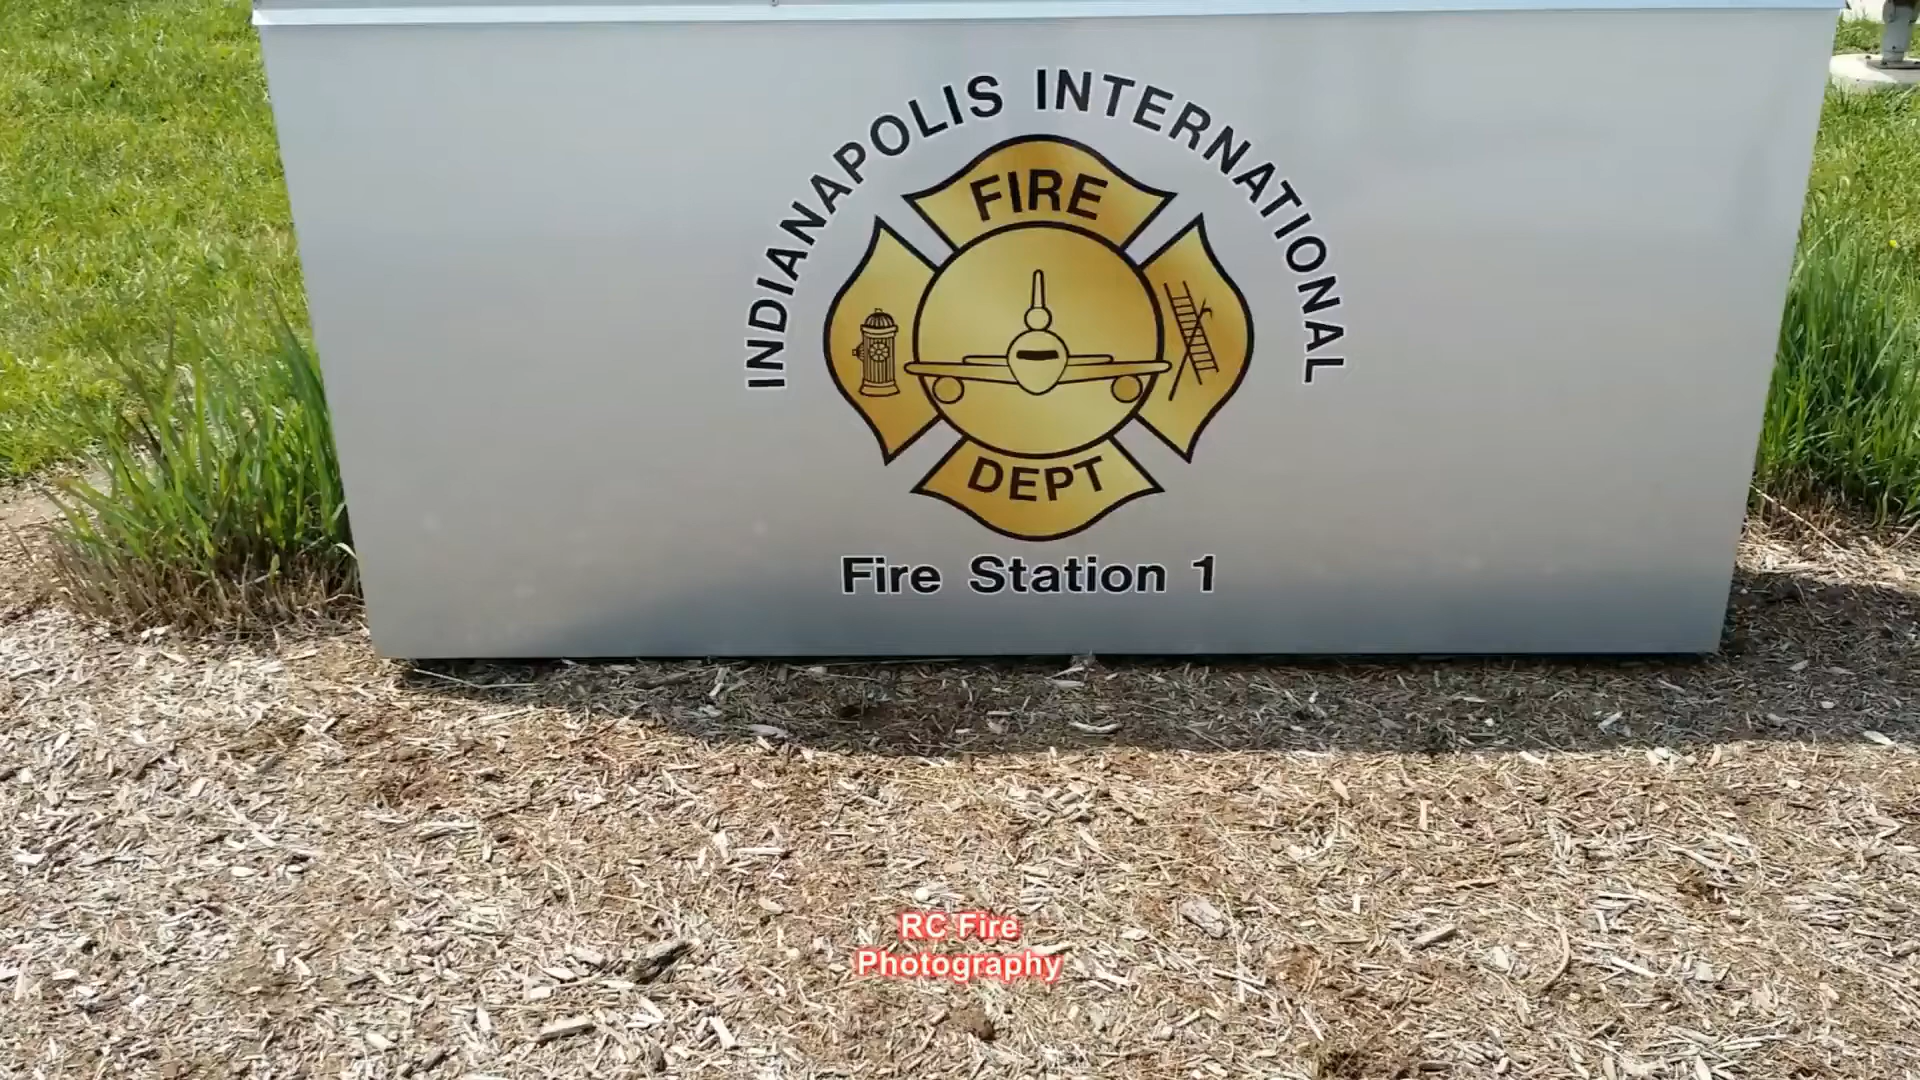 INDIANAPOLIS INTERNATIONAL
FIRE
DEPT
Fire Station 1
RC Fire
Photography